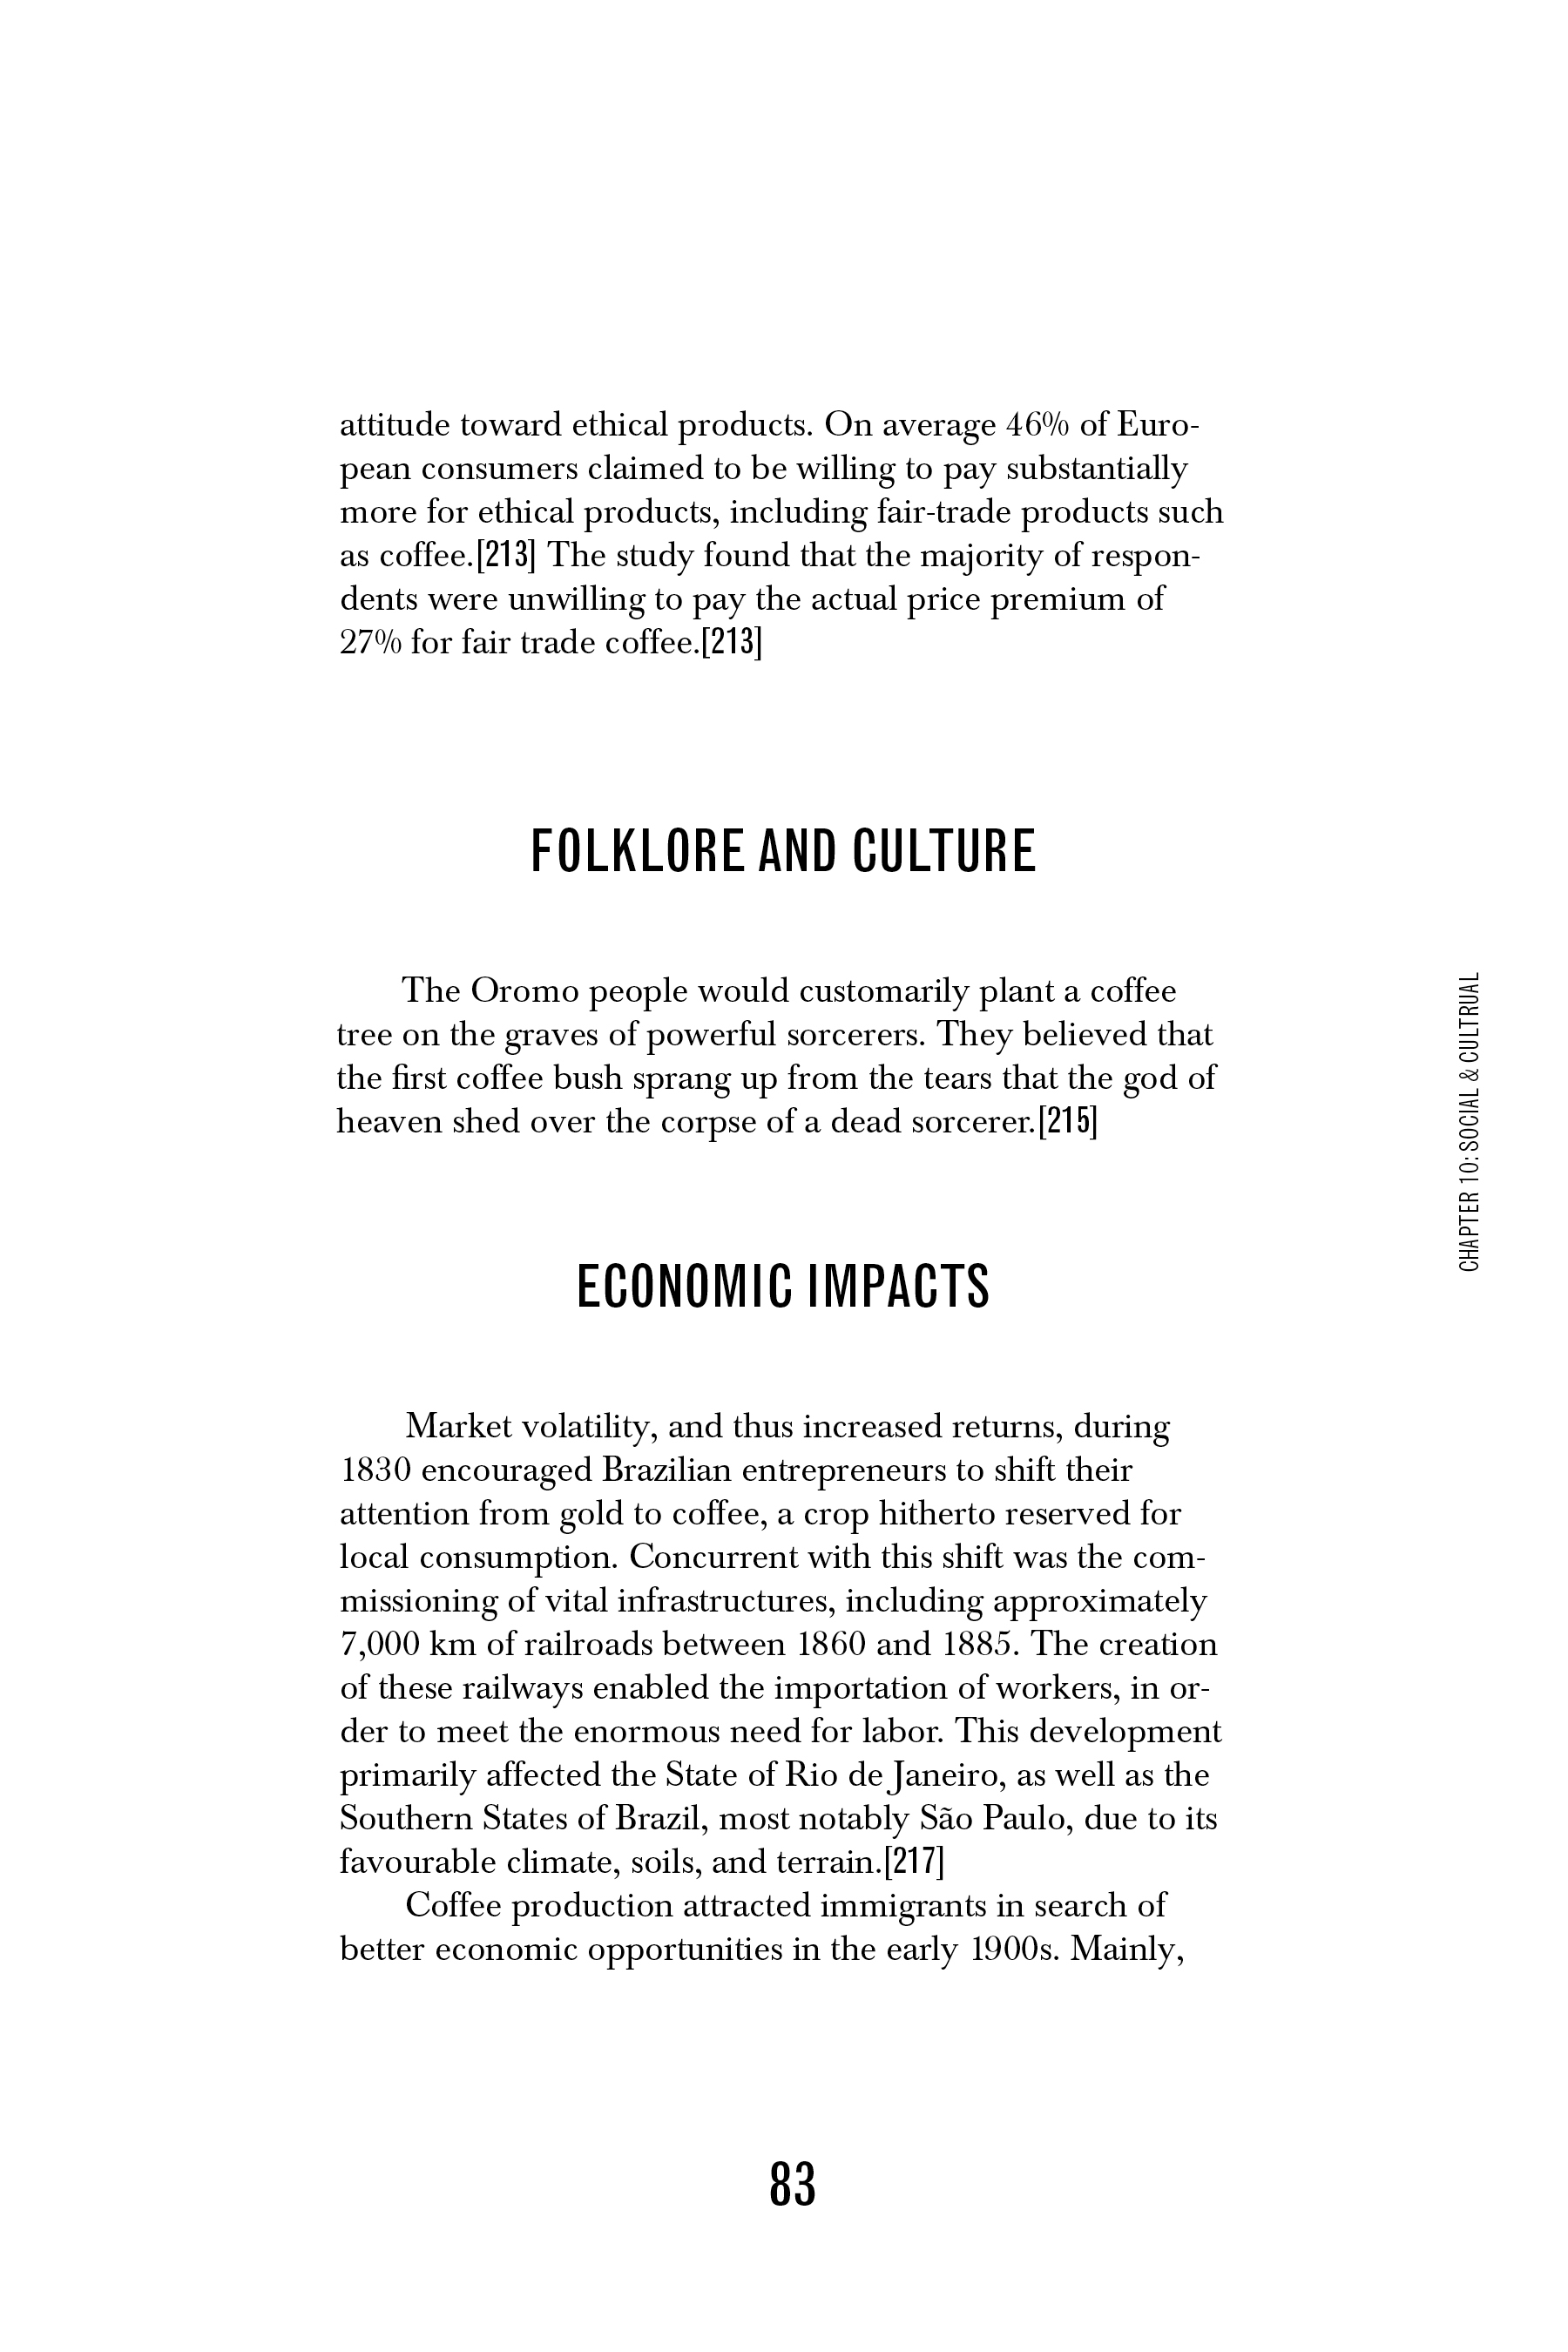 attitude toward ethical products. On average 46% of Euro-
pean consumers claimed to be willing to pay substantially
more for ethical products, including fair-trade products such
as coffee.[213] The study found that the majority of respon-
dents were unwilling to pay the actual price premium of
27% for fair trade coffee.[213]
FOLKLORE AND CULTURE
The Oromo people would customarily plant a coffee
tree on the graves of powerful sorcerers. They believed that
the first coffee bush sprang up from the tears that the god of
heaven shed over the corpse of a dead sorcerer.[215]
ECONOMIC IMPACTS
Market volatility, and thus increased returns, during
1830 encouraged Brazilian entrepreneurs to shift their
attention from gold to coffee, a crop hitherto reserved for
local consumption. Concurrent with this shift was the com-
missioning of vital infrastructures, including approximately
7,000 km of railroads between 1860 and 1885. The creation
of these railways enabled the importation of workers, in or-
der to meet the enormous need for labor. This development
primarily affected the State of Rio de Janeiro, as well as the
Southern States of Brazil, most notably São Paulo, due to its
favourable climate, soils, and terrain.[217]
Coffee production attracted immigrants in search of
better economic opportunities in the early 1900s. Mainly,
83
CHAPTER 10: SOCIAL & CULTRUAL